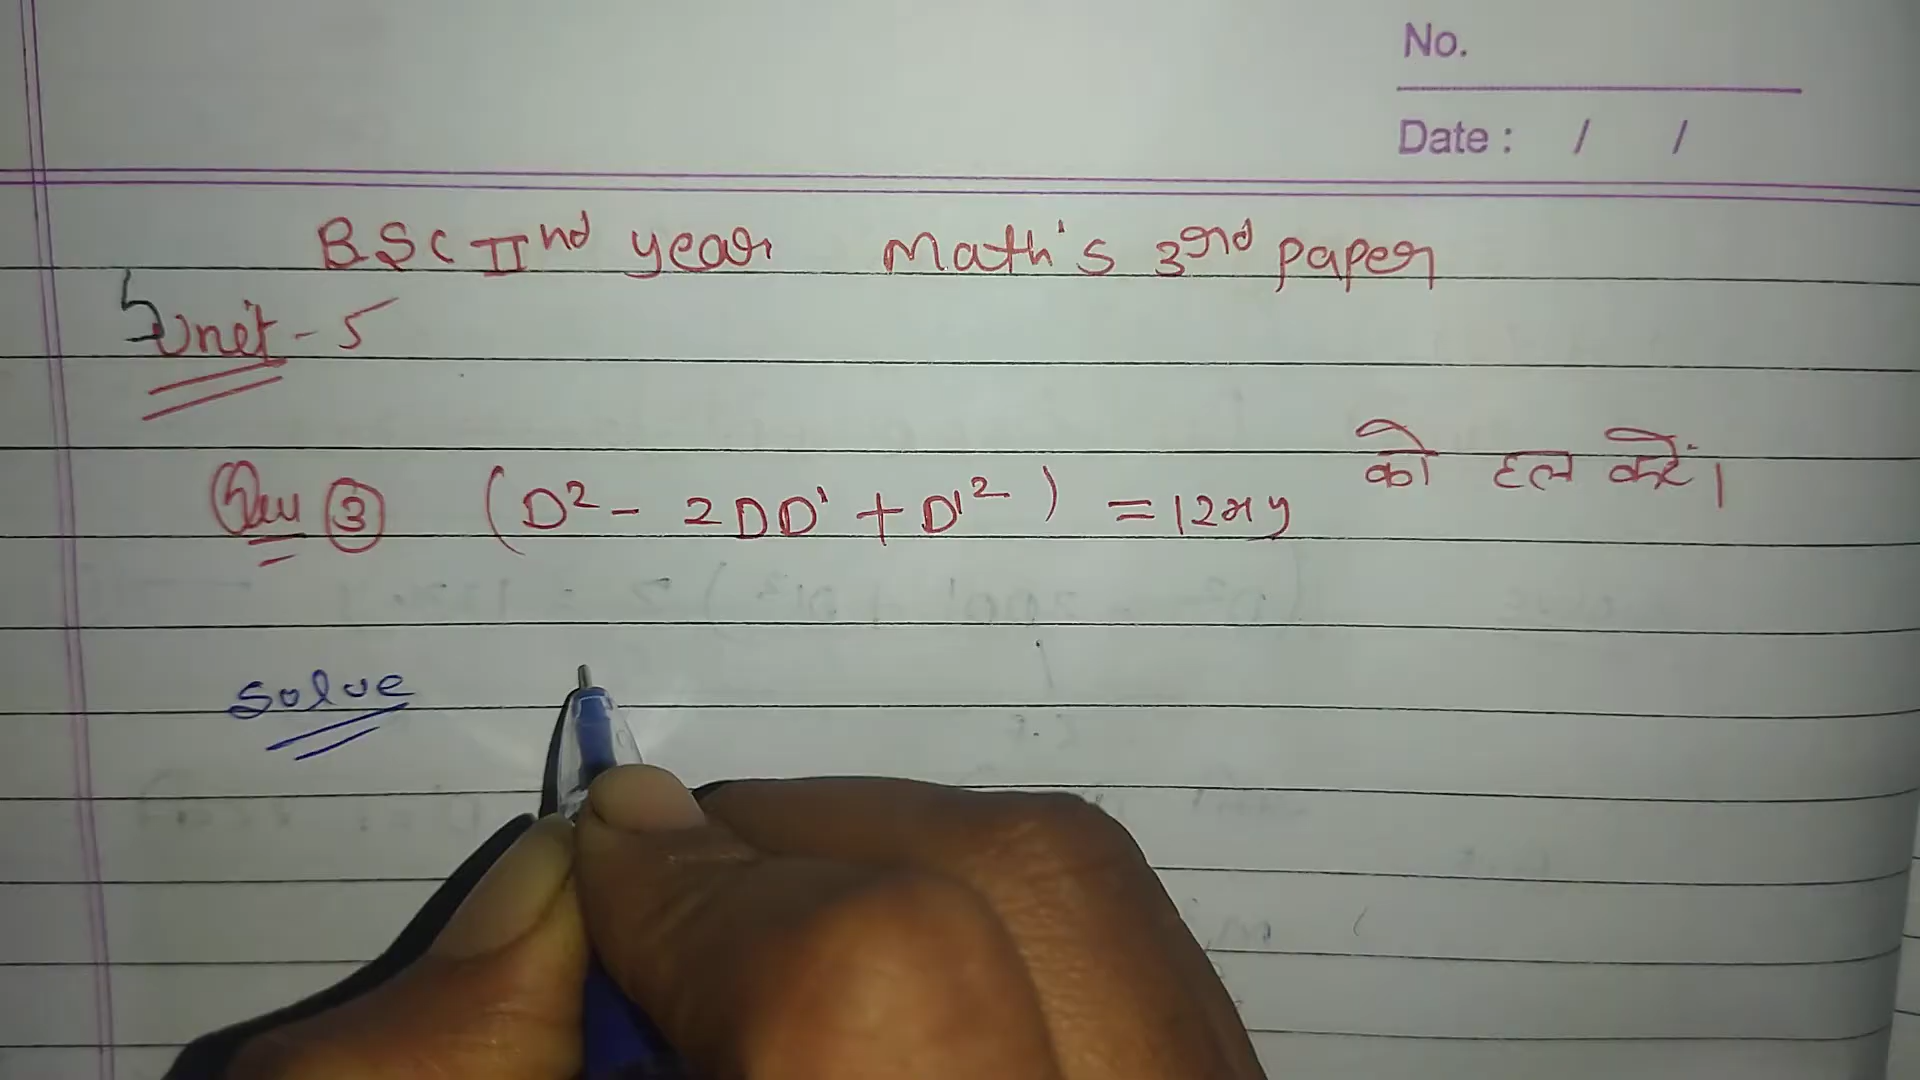 No.
Date : / /
BSC IInd year Math's 3rd paper
Unit - 5
Que ③ (D² - 2DD' + D'²) = 12xy को हल करें।
Solve